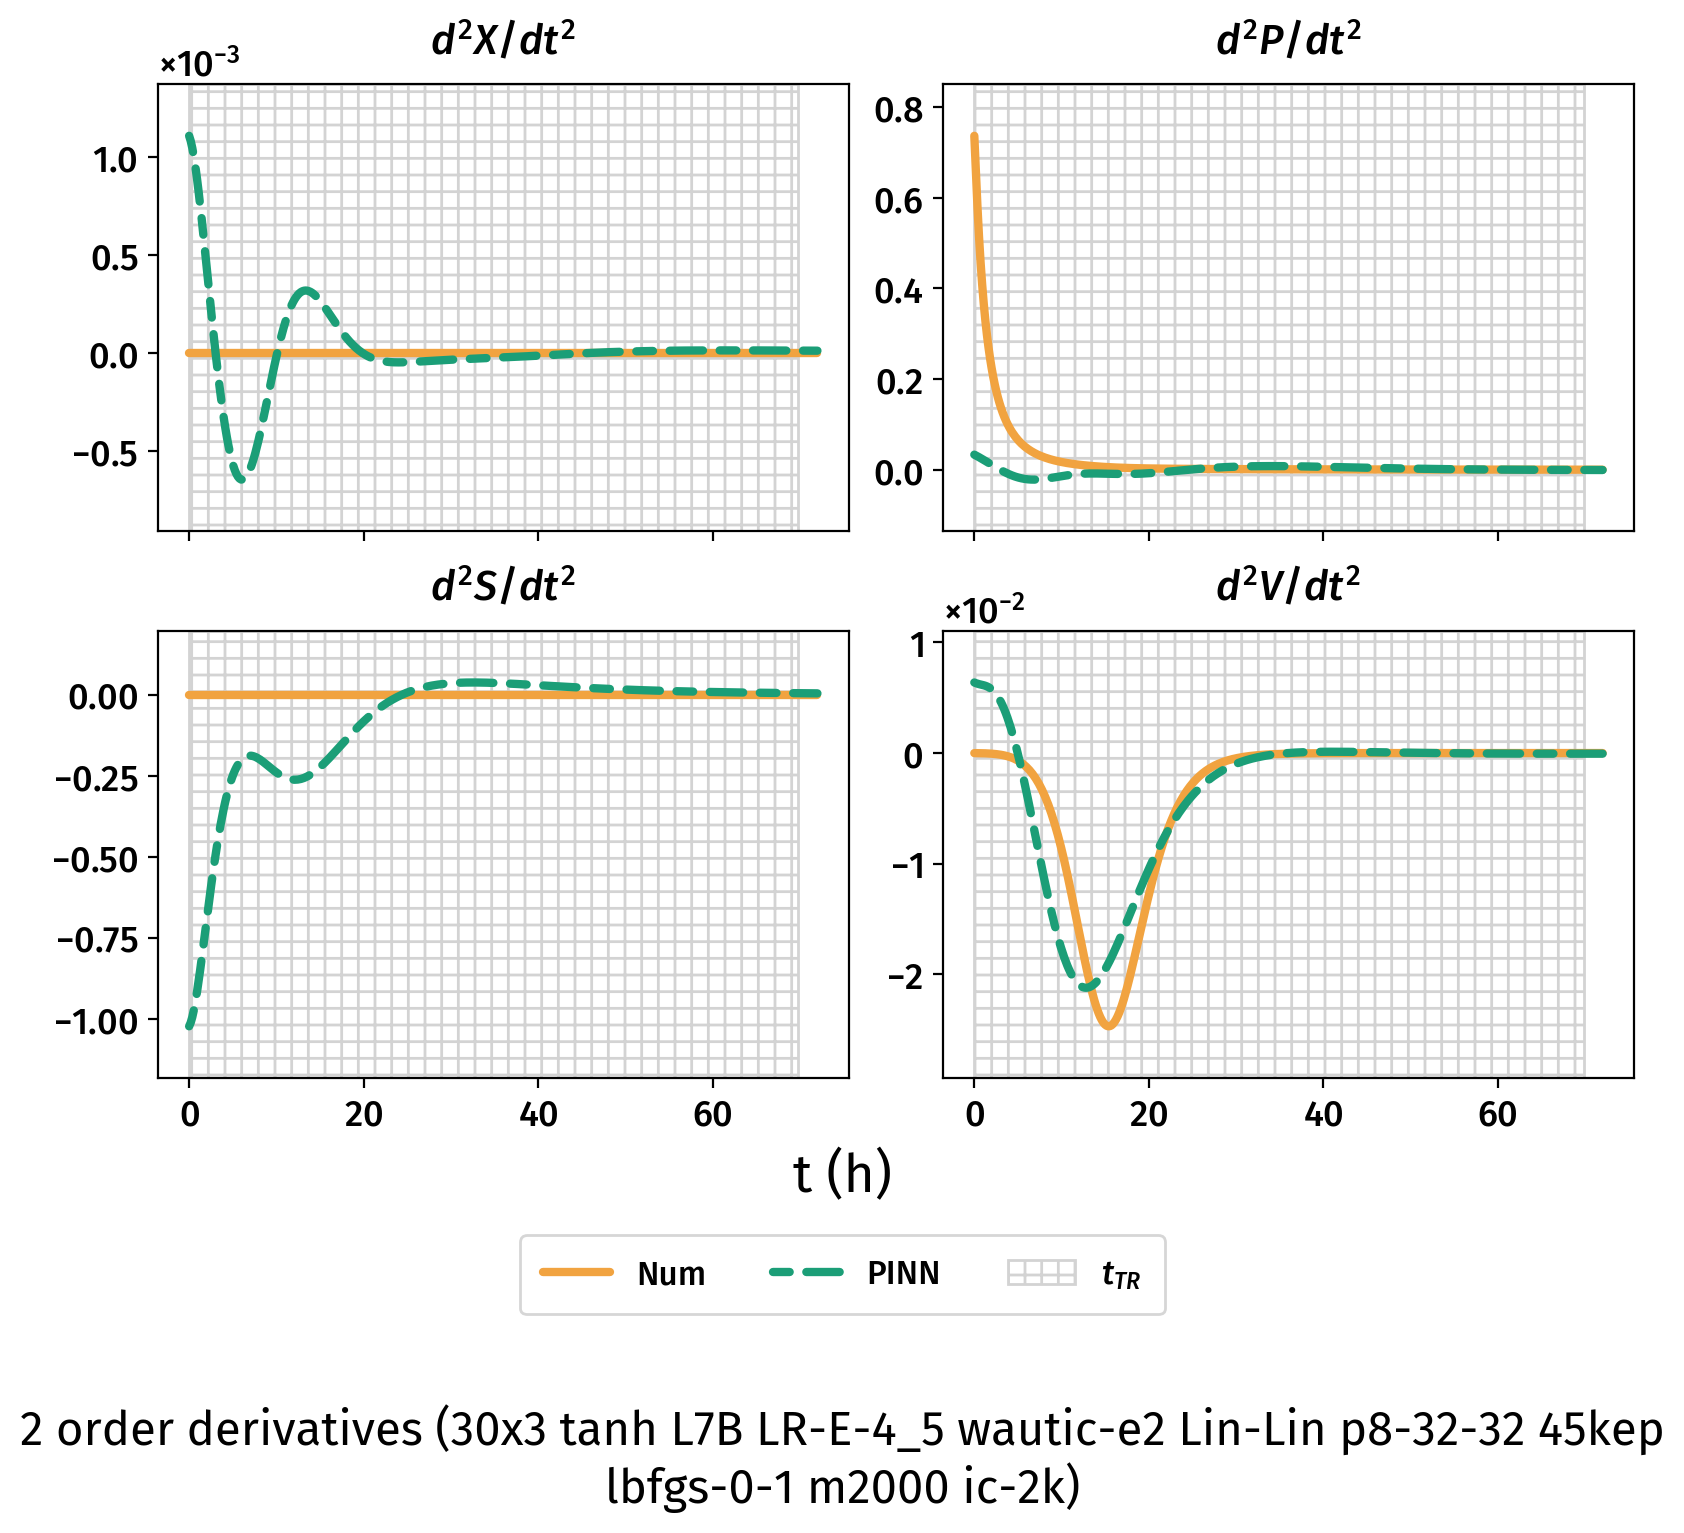 d²X/dt²
×10⁻³
1.0
0.5
0.0
−0.5
d²P/dt²
0.8
0.6
0.4
0.2
0.0
d²S/dt²
0.00
−0.25
−0.50
−0.75
−1.00
0 20 40 60
d²V/dt²
×10⁻²
1
0
−1
−2
0 20 40 60
t (h)
Num PINN t_TR
2 order derivatives (30x3 tanh L7B LR-E-4_5 wautic-e2 Lin-Lin p8-32-32 45kep
lbfgs-0-1 m2000 ic-2k)